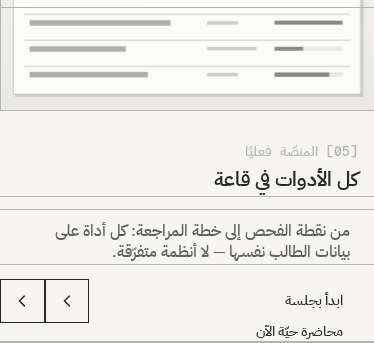 [05] المنصّة فعليًا
كل الأدوات في قاعة
من نقطة الفحص إلى خطة المراجعة: كل أداة على
بيانات الطالب نفسها — لا أنظمة متفرّقة.
ابدأ بجلسة
محاضرة حيّة الآن